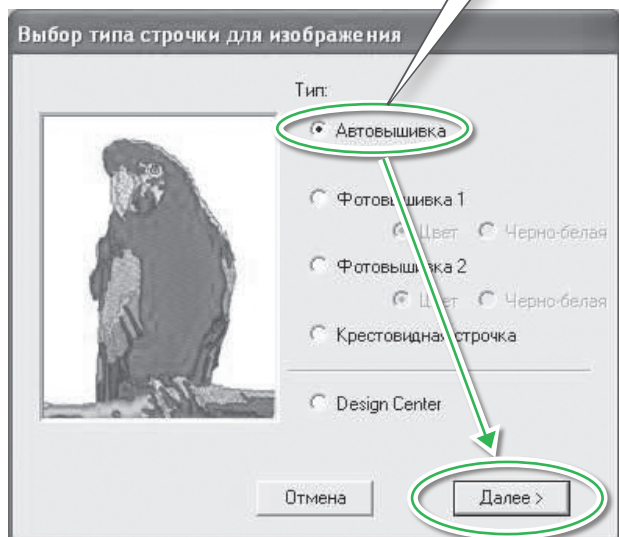 Выбор типа строчки для изображения
Тип:
Автовышивка
Фотовышивка 1
Цвет Черно-белая
Фотовышивка 2
Цвет Черно-белая
Крестовидная строчка
Design Center
Отмена Далее >